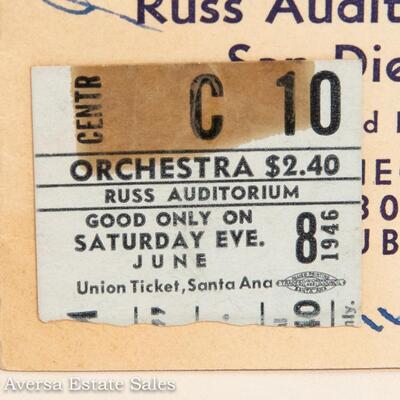 Russ Audit
San Die
d
CENTR C 10
ORCHESTRA $2.40
RUSS AUDITORIUM
GOOD ONLY ON
SATURDAY EVE.
JUNE 8 1946
Union Ticket, Santa Ana
Aversa Estate Sales